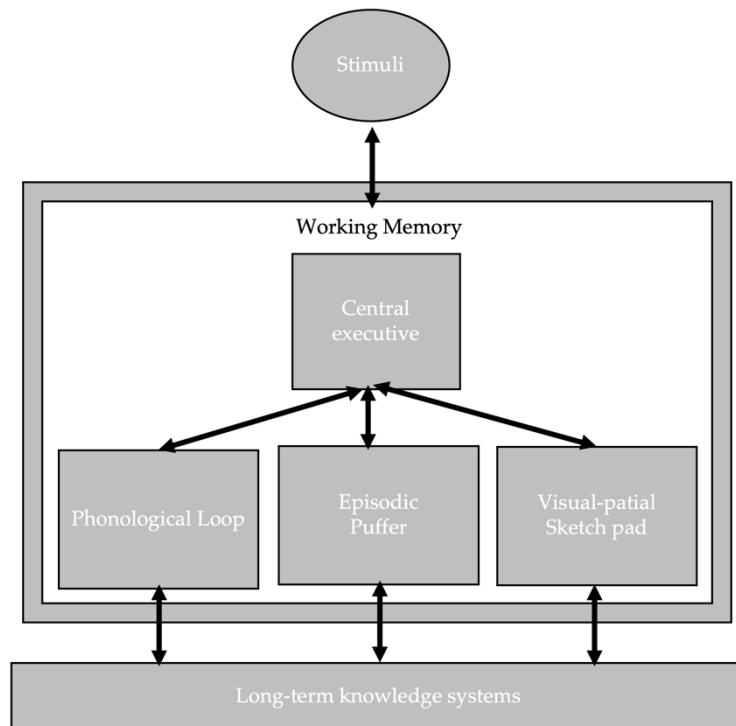 Stimuli
Working Memory
Central
executive
Phonological Loop
Episodic
Puffer
Visual-patial
Sketch pad
Long-term knowledge systems